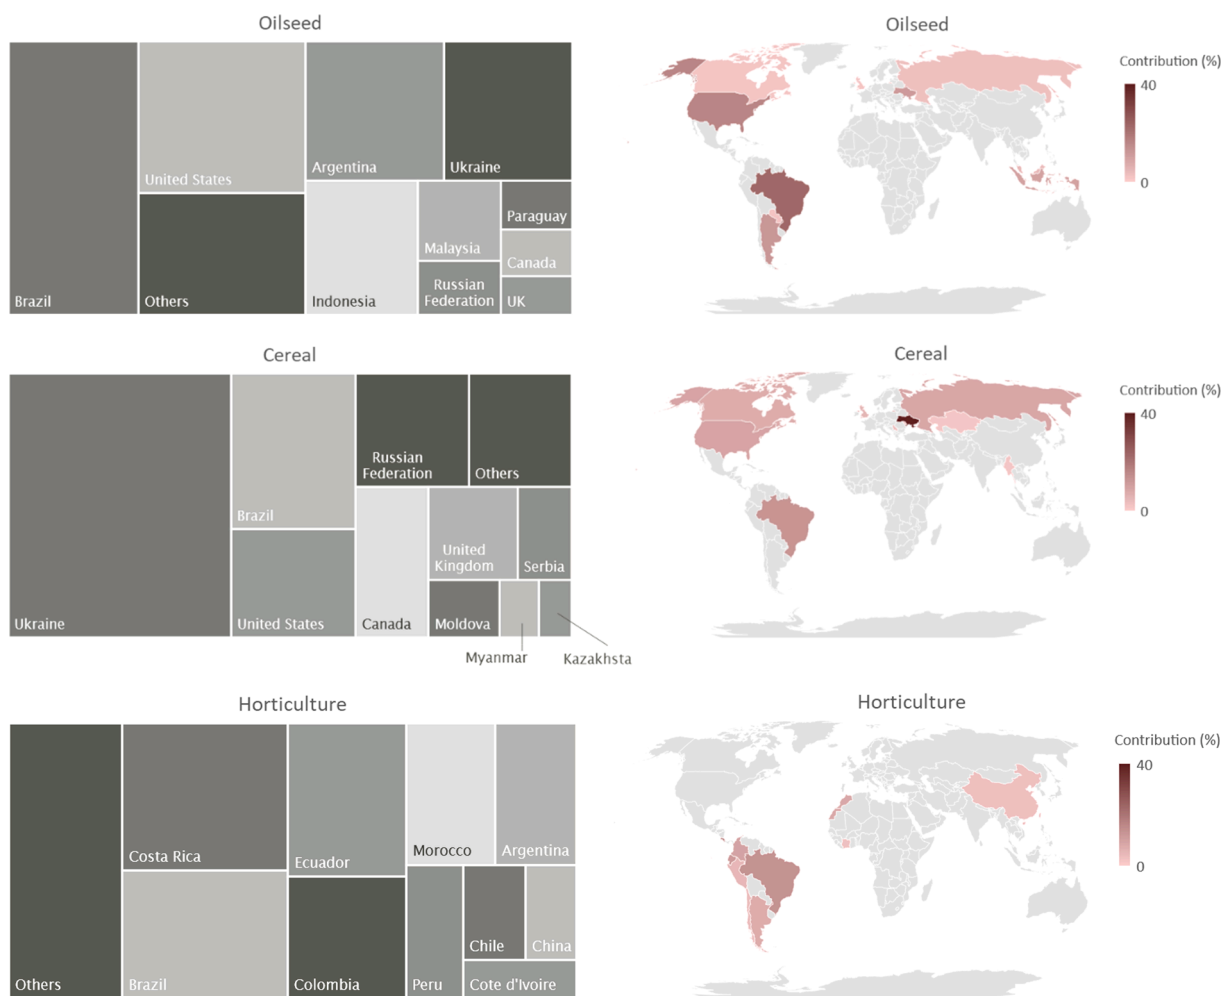 Oilseed
Brazil
United States
Others
Argentina
Ukraine
Indonesia
Malaysia
Russian
Federation
Paraguay
Canada
UK
Oilseed
Contribution (%)
40
0
Cereal
Ukraine
Brazil
United States
Russian
Federation
Others
Canada
United
Kingdom
Serbia
Moldova
Myanmar
Kazakhsta
Cereal
Contribution (%)
40
0
Horticulture
Others
Costa Rica
Brazil
Ecuador
Colombia
Morocco
Argentina
Peru
Chile
China
Cote d'Ivoire
Horticulture
Contribution (%)
40
0